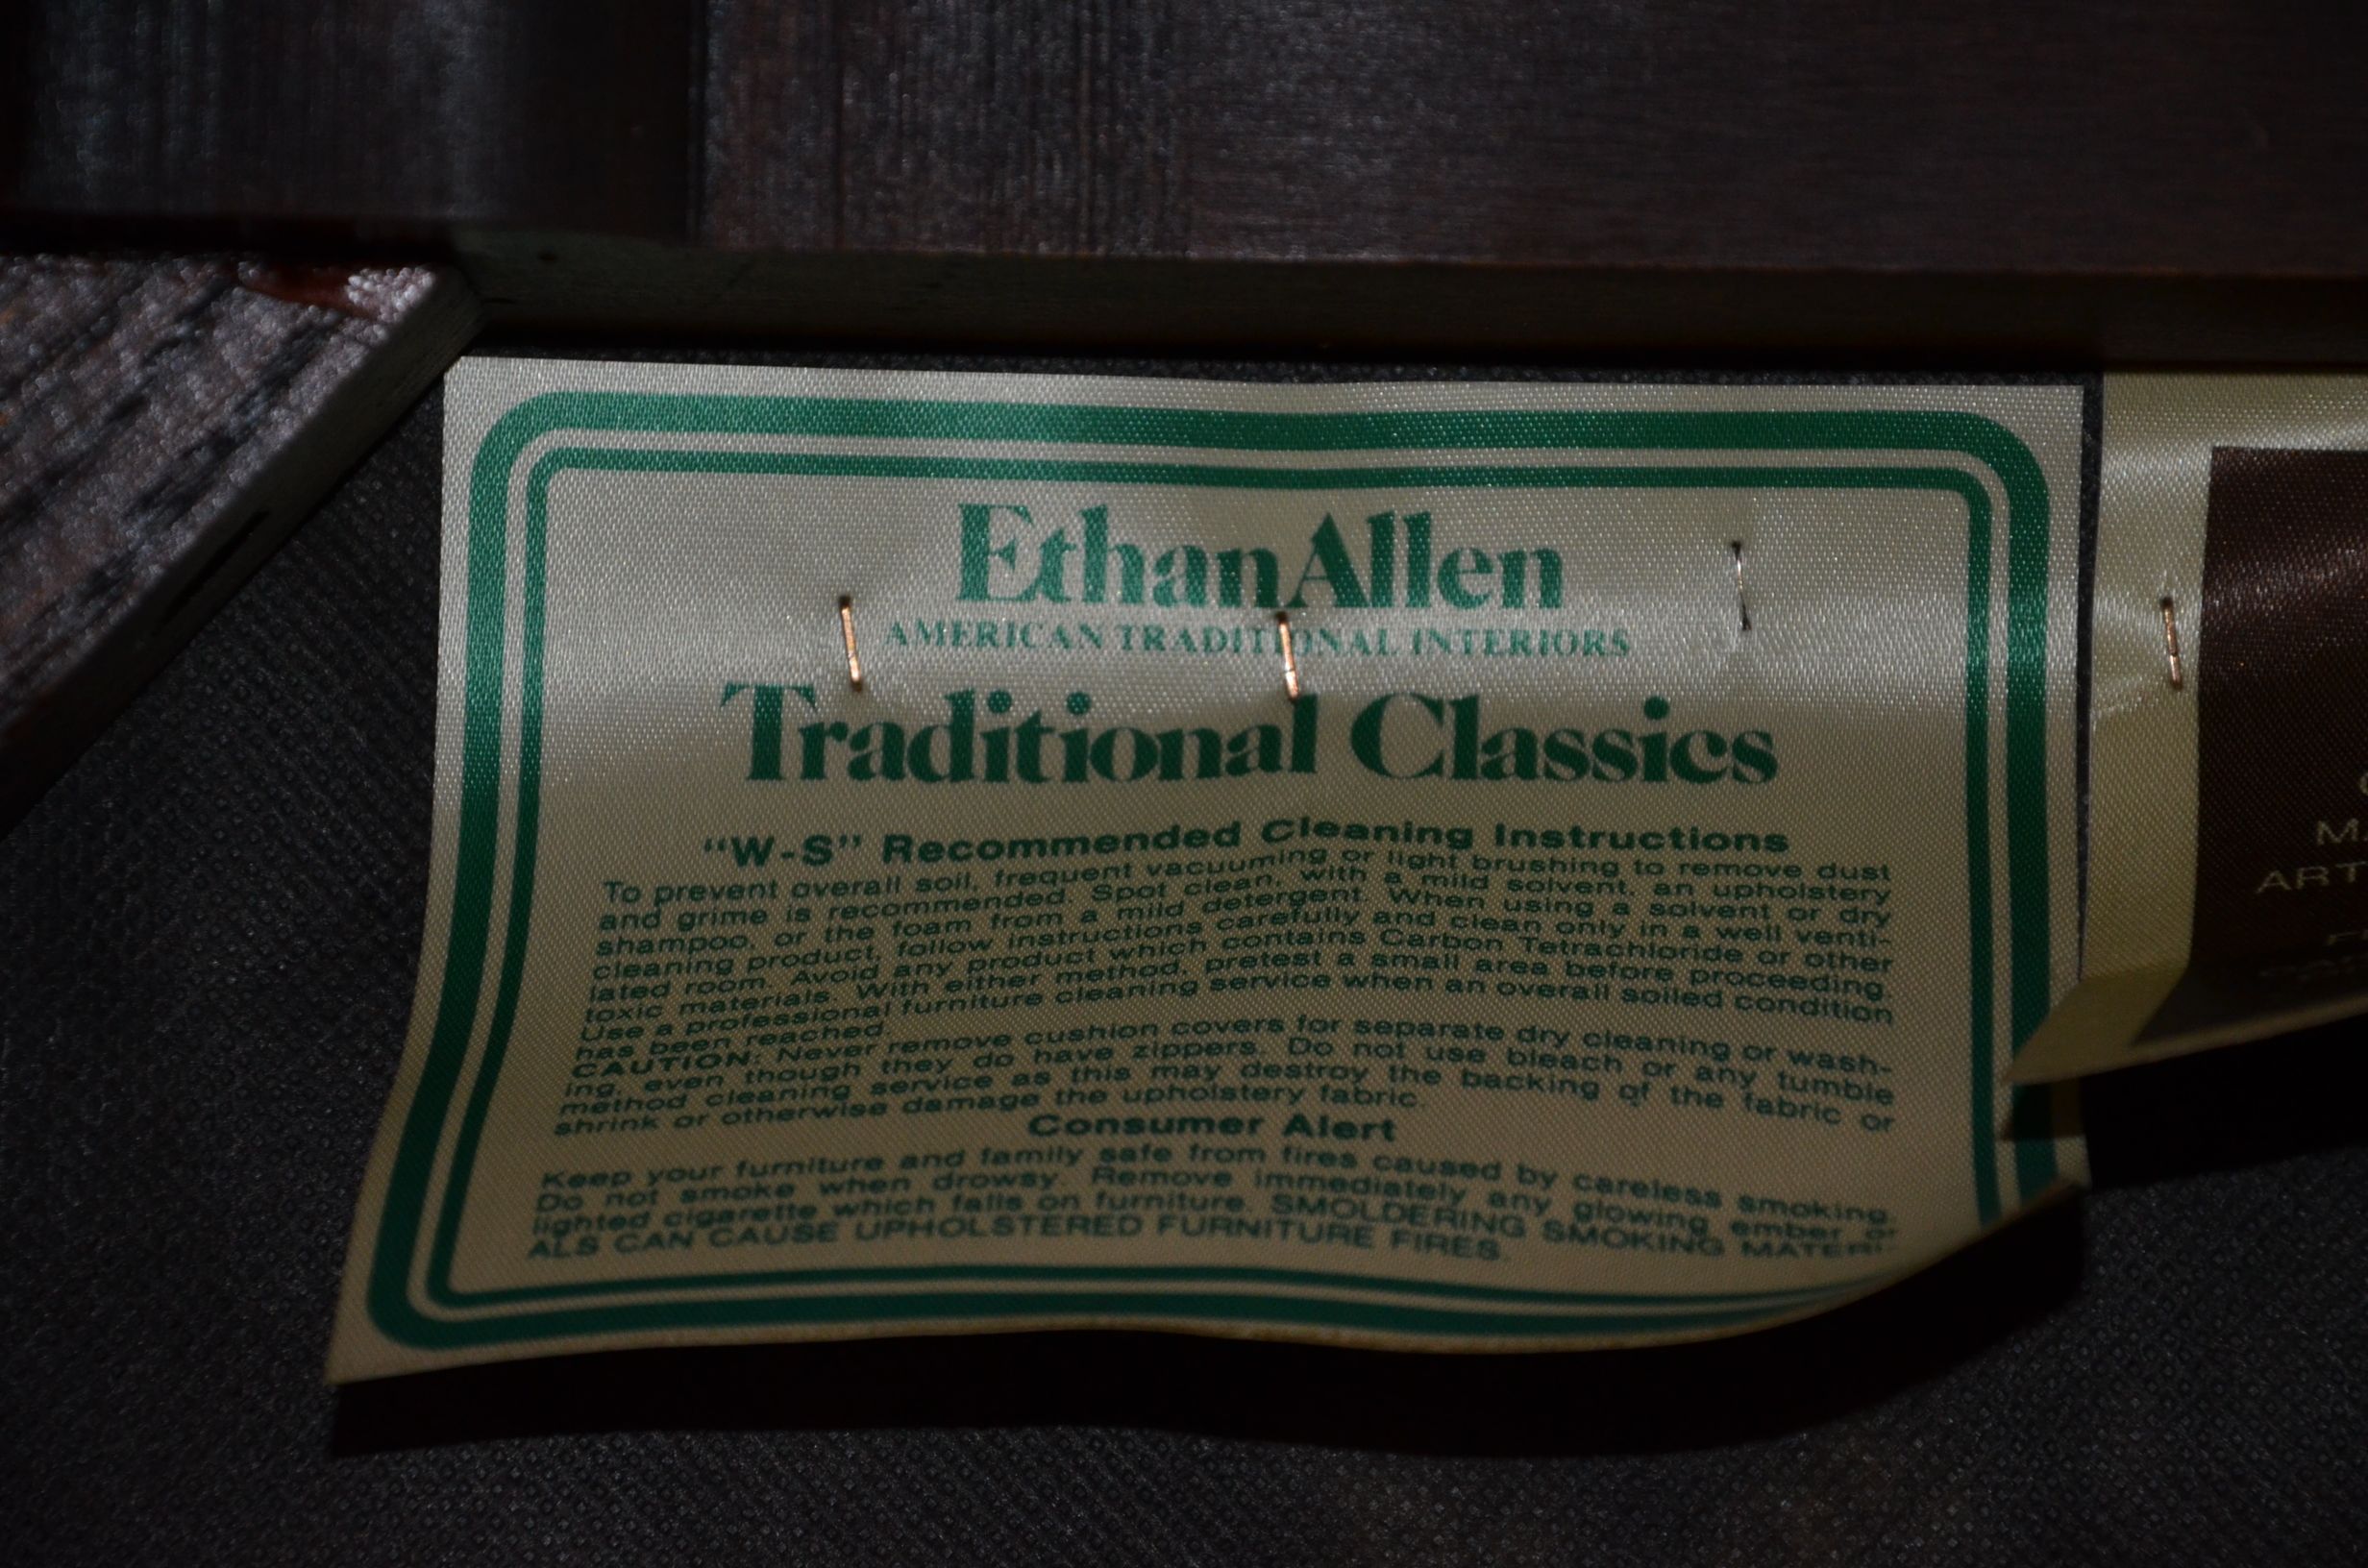 EthanAllen
AMERICAN TRADITIONAL INTERIORS
Traditional Classics
"W-S" Recommended Cleaning Instructions
To prevent overall soil, frequent vacuuming or light brushing to remove dust
and grime is recommended. Spot clean, with a mild solvent, an upholstery
shampoo, or the foam from a mild detergent. When using a solvent or dry
cleaning product, follow instructions carefully and clean only in a well venti-
lated room. Avoid any product which contains Carbon Tetrachloride or other
toxic materials. With either method, pretest a small area before proceeding.
Use a professional furniture cleaning service when an overall soiled condition
has been reached.
CAUTION: Never remove cushion covers for separate dry cleaning or wash-
ing, even though they do have zippers. Do not use bleach or any tumble
method cleaning service as this may destroy the backing of the fabric or
shrink or otherwise damage the upholstery fabric.
Consumer Alert
Keep your furniture and family safe from fires caused by careless smoking.
Do not smoke when drowsy. Remove immediately any glowing ember or
lighted cigarette which falls on furniture. SMOLDERING SMOKING MATERI-
ALS CAN CAUSE UPHOLSTERED FURNITURE FIRES.
M
ART